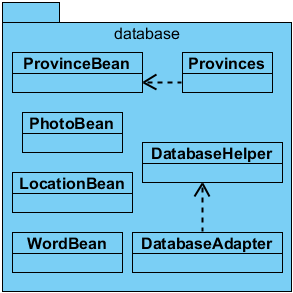 database
ProvinceBean
Provinces
PhotoBean
DatabaseHelper
LocationBean
WordBean
DatabaseAdapter